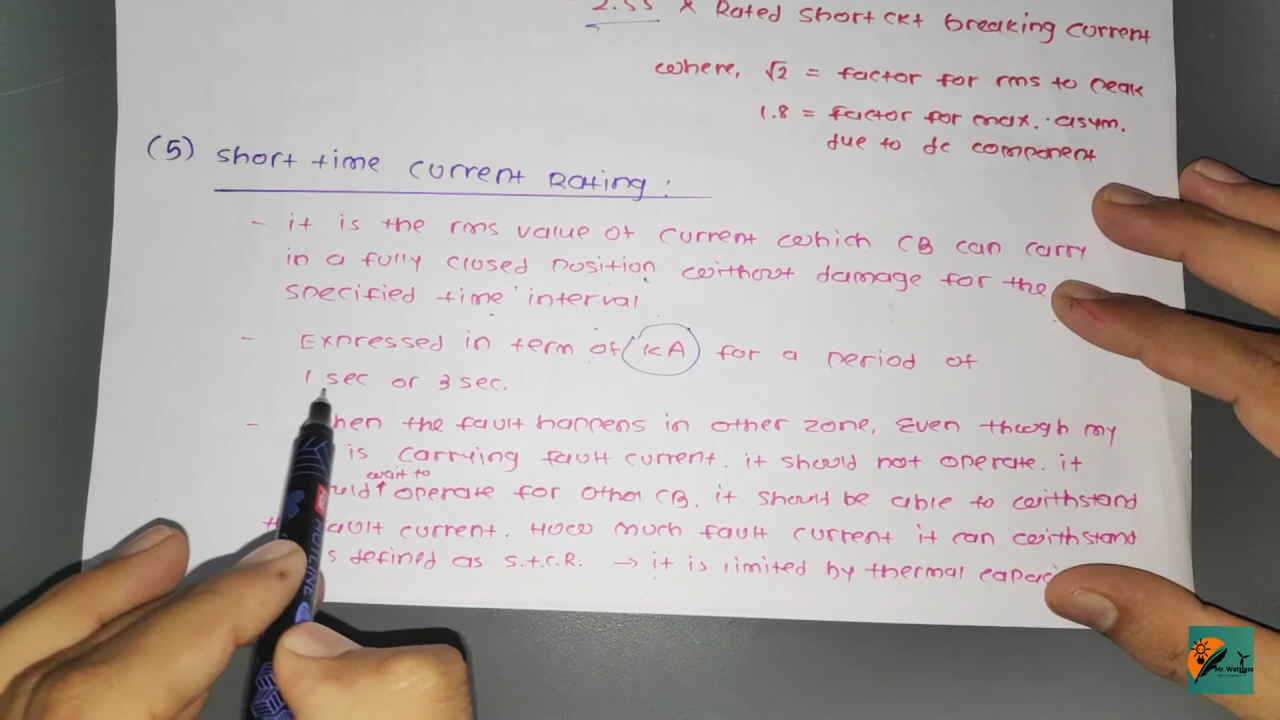 2.55 x Rated short ckt breaking current
where, √2 = factor for rms to peak
1.8 = factor for max. asym.
due to dc component
(5) short time current Rating :
- it is the rms value of current which CB can carry
in a fully closed position without damage for the
specified time interval
- Expressed in term of kA for a period of
1 sec or 3 sec.
- hen the fault happens in other zone, Even though my
is carrying fault current. it should not operate. it
wait to
uld ↑ operate for other CB. it should be able to withstand
ault current. How much fault current it can withstand
s defined as S.t.C.R. → it is limited by thermal capaci
Mr. Wattgoo